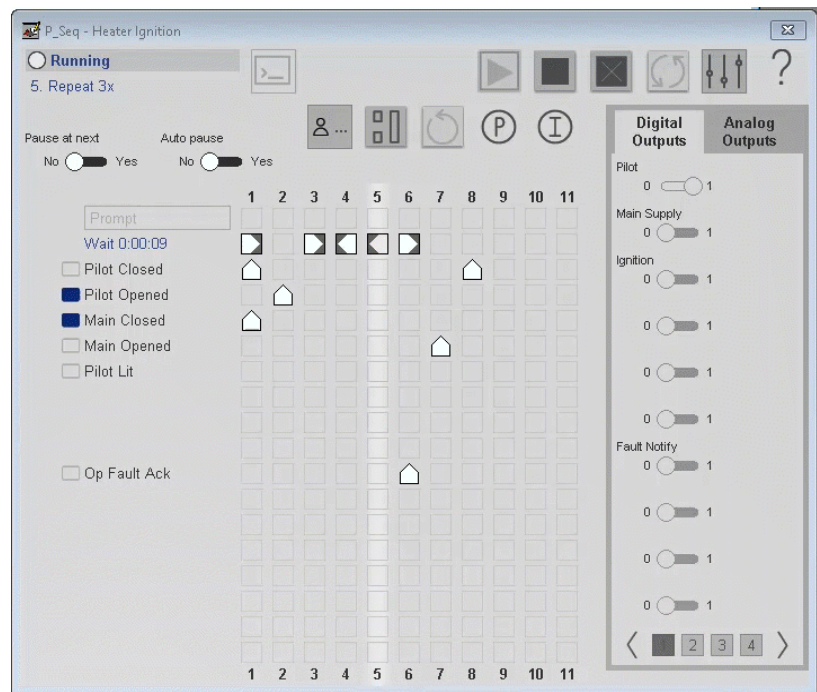 P_Seq - Heater Ignition
Running
5. Repeat 3x
>_
?
...
P
I
Pause at next
Auto pause
No Yes
No Yes
1 2 3 4 5 6 7 8 9 10 11
Prompt
Wait 0:00:09
Pilot Closed
Pilot Opened
Main Closed
Main Opened
Pilot Lit
Op Fault Ack
1 2 3 4 5 6 7 8 9 10 11
Digital Outputs
Analog Outputs
Pilot
0 1
Main Supply
0 1
Ignition
0 1
0 1
0 1
0 1
Fault Notify
0 1
0 1
0 1
0 1
1 2 3 4